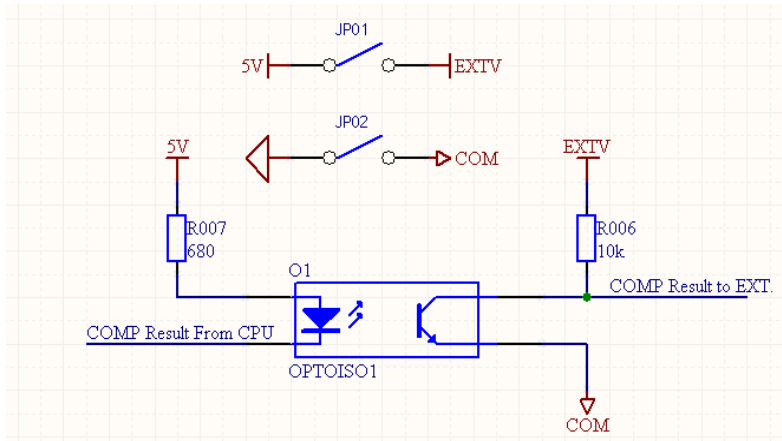 JP01
5V
EXTV
JP02
COM
5V
EXTV
R007
680
R006
10k
O1
COMP Result to EXT.
COMP Result From CPU
OPTOISO1
COM